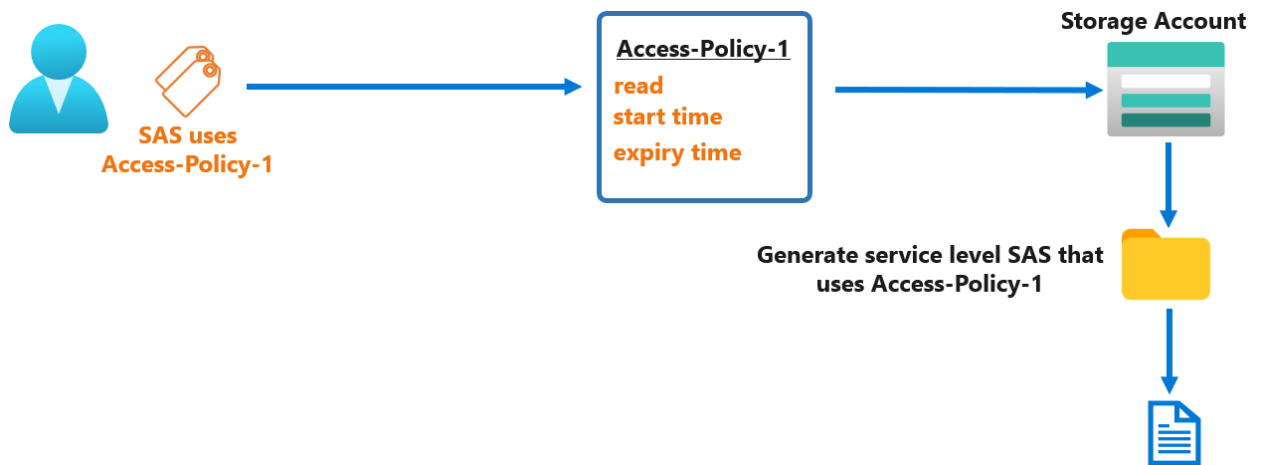 Storage Account
Access-Policy-1
read
start time
expiry time
SAS uses
Access-Policy-1
Generate service level SAS that
uses Access-Policy-1